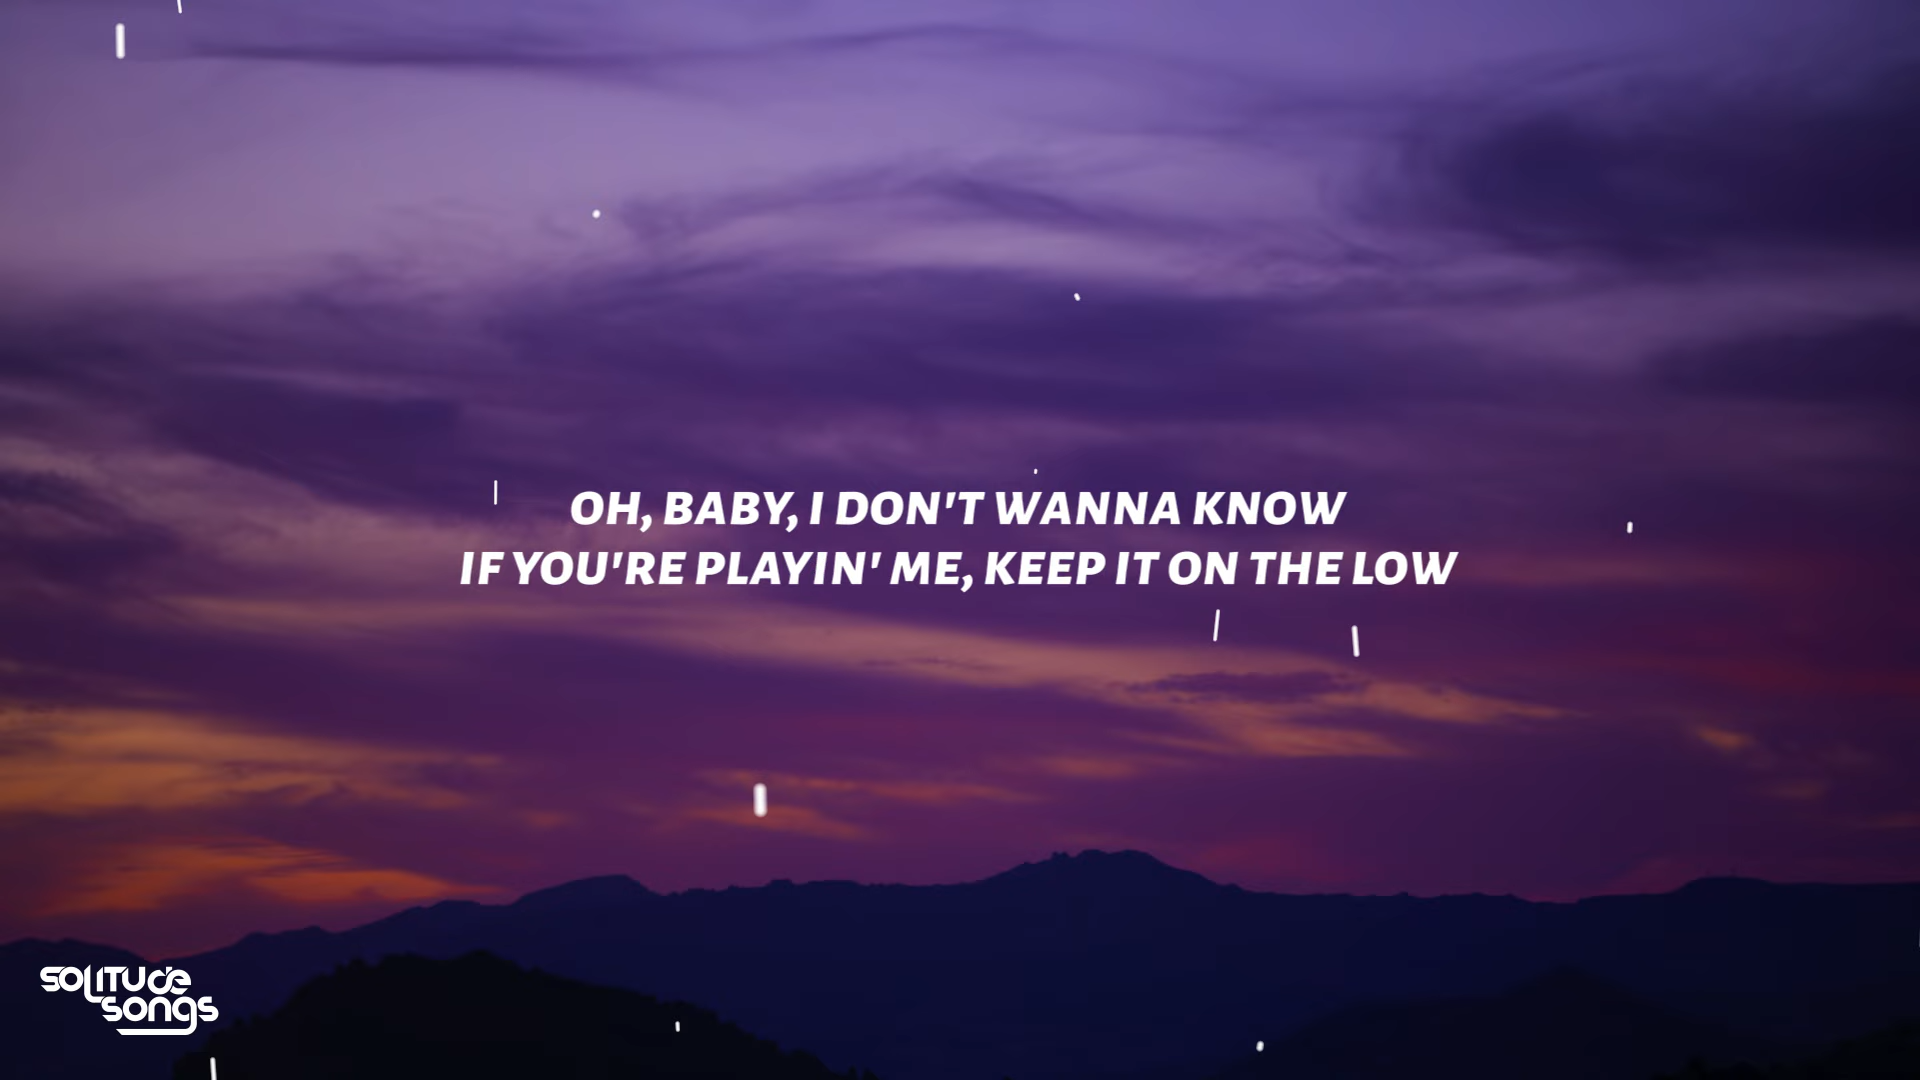 OH, BABY, I DON'T WANNA KNOW
IF YOU'RE PLAYIN' ME, KEEP IT ON THE LOW
SOLITUDE
SONGS